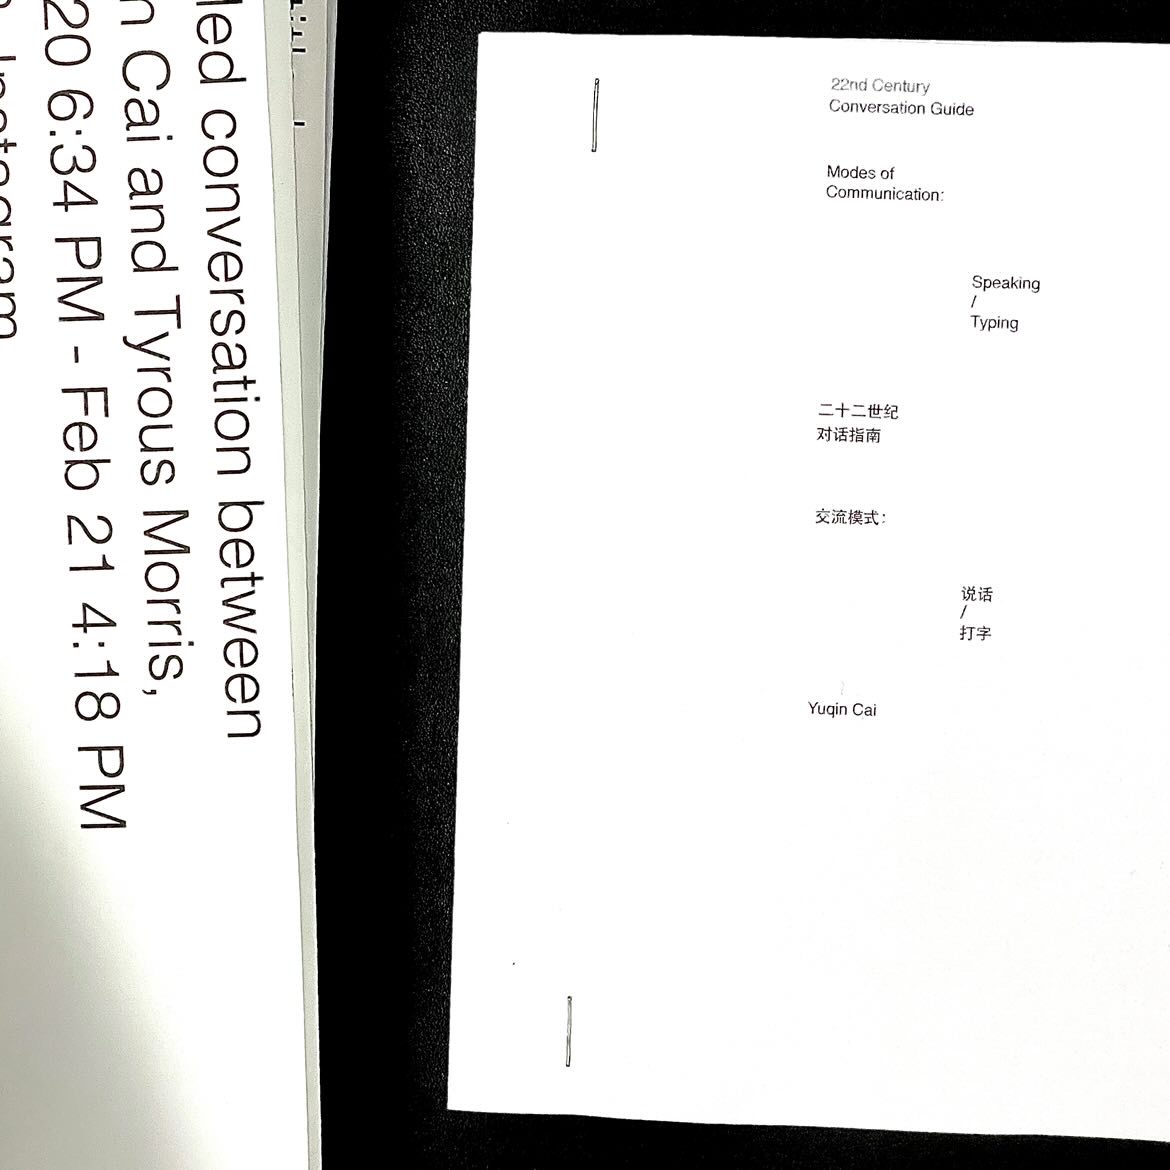 led conversation between
n Cai and Tyrous Morris,
20 6:34 PM - Feb 21 4:18 PM
Instagram
22nd Century
Conversation Guide
Modes of
Communication:
Speaking
/
Typing
二十二世纪
对话指南
交流模式：
说话
/
打字
Yuqin Cai